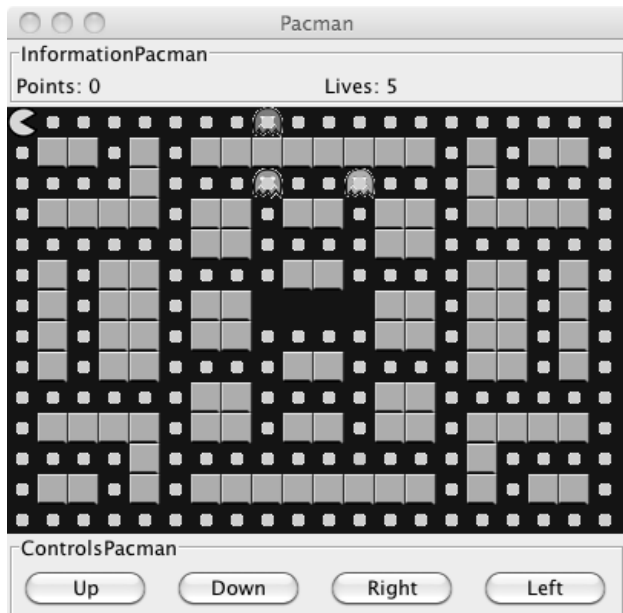 Pacman
InformationPacman
Points: 0 Lives: 5
ControlsPacman
Up Down Right Left